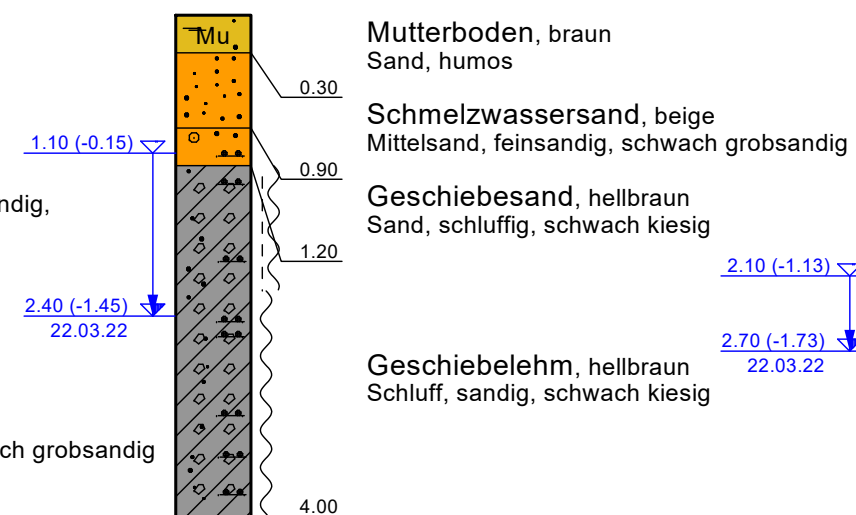 Mu
Mutterboden, braun
Sand, humos
0.30
Schmelzwassersand, beige
Mittelsand, feinsandig, schwach grobsandig
1.10 (-0.15)
0.90
ndig,
Geschiebesand, hellbraun
Sand, schluffig, schwach kiesig
1.20
2.10 (-1.13)
2.40 (-1.45)
22.03.22
2.70 (-1.73)
22.03.22
Geschiebelehm, hellbraun
Schluff, sandig, schwach kiesig
ch grobsandig
4.00